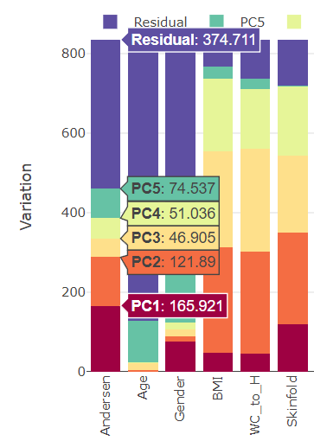 Residual PC5
Residual: 374.711
800
600
400
200
0
Variation
PC5: 74.537
PC4: 51.036
PC3: 46.905
PC2: 121.89
PC1: 165.921
Andersen
Age
Gender
BMI
WC_to_H
Skinfold